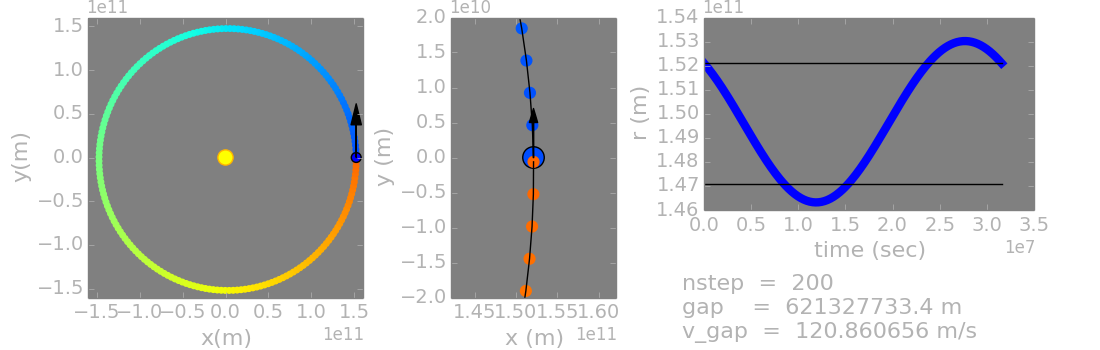 1e11
1.5
1.0
0.5
0.0
−0.5
−1.0
−1.5
y(m)
−1.5 −1.0 −0.5 0.0 0.5 1.0 1.5
x(m)
1e11
1e10
2.0
1.5
1.0
0.5
0.0
−0.5
−1.0
−1.5
−2.0
y (m)
1.45 1.50 1.55 1.60
x (m)
1e11
1e11
1.54
1.53
1.52
1.51
1.50
1.49
1.48
1.47
1.46
r (m)
0.0 0.5 1.0 1.5 2.0 2.5 3.0 3.5
time (sec)
1e7
nstep = 200
gap = 621327733.4 m
v_gap = 120.860656 m/s